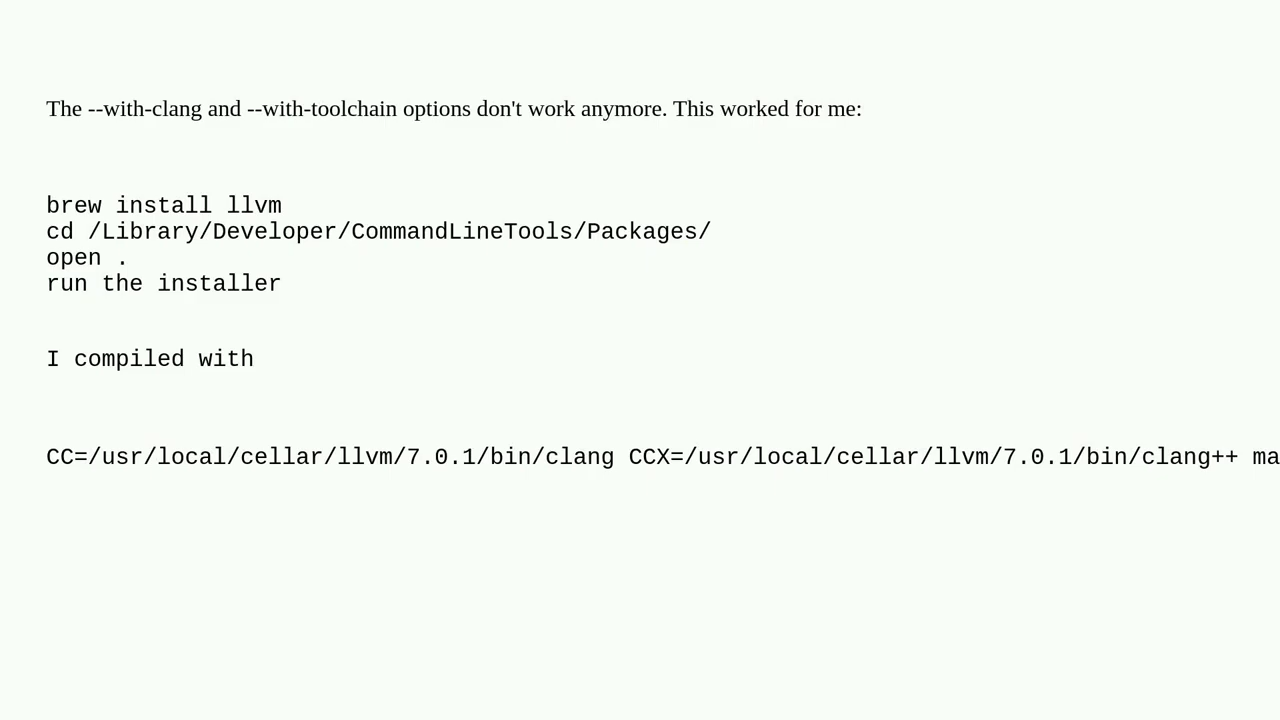 The --with-clang and --with-toolchain options don't work anymore. This worked for me:
brew install llvm
cd /Library/Developer/CommandLineTools/Packages/
open .
run the installer
I compiled with
CC=/usr/local/cellar/llvm/7.0.1/bin/clang CCX=/usr/local/cellar/llvm/7.0.1/bin/clang++ ma